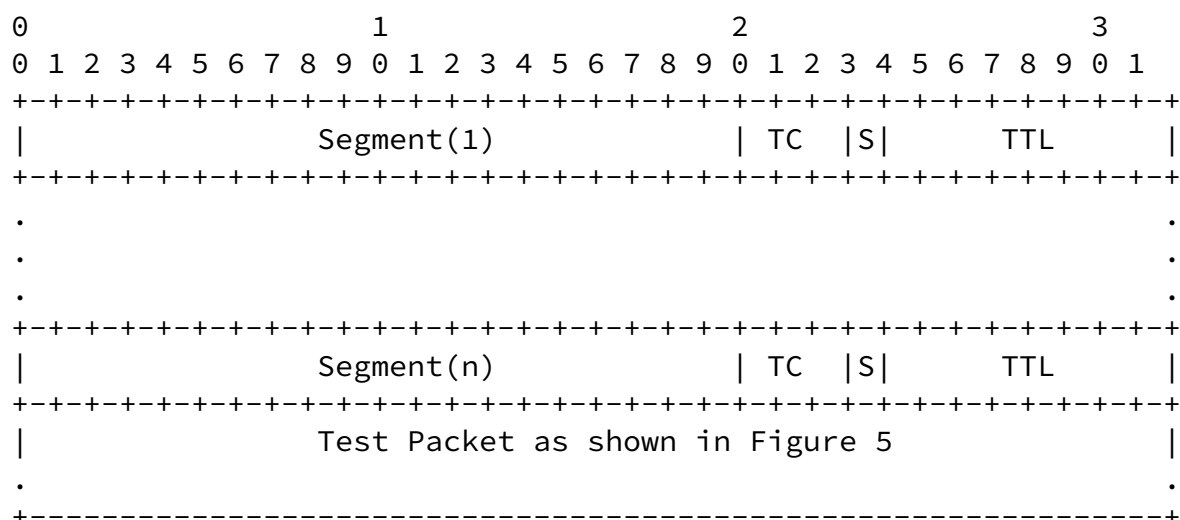 0                   1                   2                   3
0 1 2 3 4 5 6 7 8 9 0 1 2 3 4 5 6 7 8 9 0 1 2 3 4 5 6 7 8 9 0 1
+-+-+-+-+-+-+-+-+-+-+-+-+-+-+-+-+-+-+-+-+-+-+-+-+-+-+-+-+-+-+-+-+
|                Segment(1)             | TC  |S|      TTL      |
+-+-+-+-+-+-+-+-+-+-+-+-+-+-+-+-+-+-+-+-+-+-+-+-+-+-+-+-+-+-+-+-+
.                                                               .
.                                                               .
.                                                               .
+-+-+-+-+-+-+-+-+-+-+-+-+-+-+-+-+-+-+-+-+-+-+-+-+-+-+-+-+-+-+-+-+
|                Segment(n)             | TC  |S|      TTL      |
+-+-+-+-+-+-+-+-+-+-+-+-+-+-+-+-+-+-+-+-+-+-+-+-+-+-+-+-+-+-+-+-+
|                Test Packet as shown in Figure 5               |
.                                                               .
+---------------------------------------------------------------+